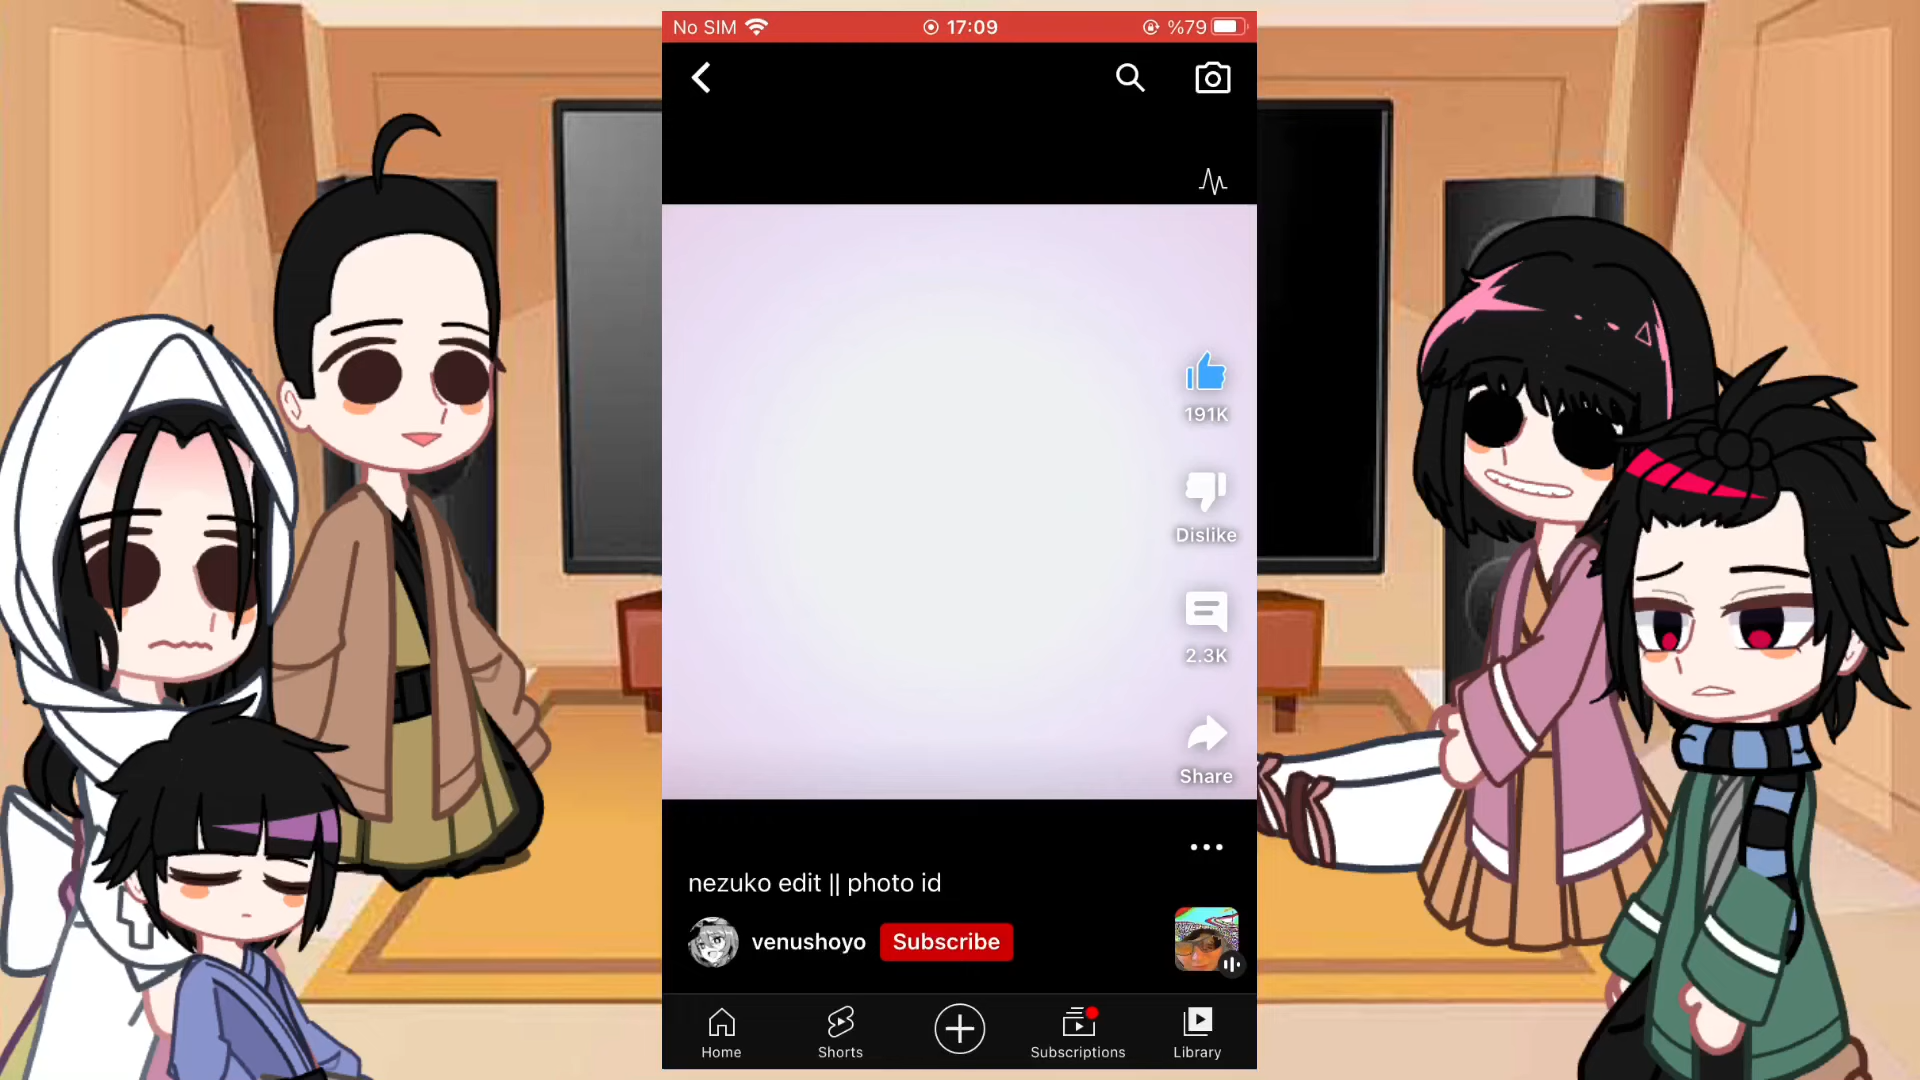 No SIM 17:09 %79
191K
Dislike
2.3K
Share
nezuko edit || photo id
venushoyo Subscribe
Home Shorts Subscriptions Library